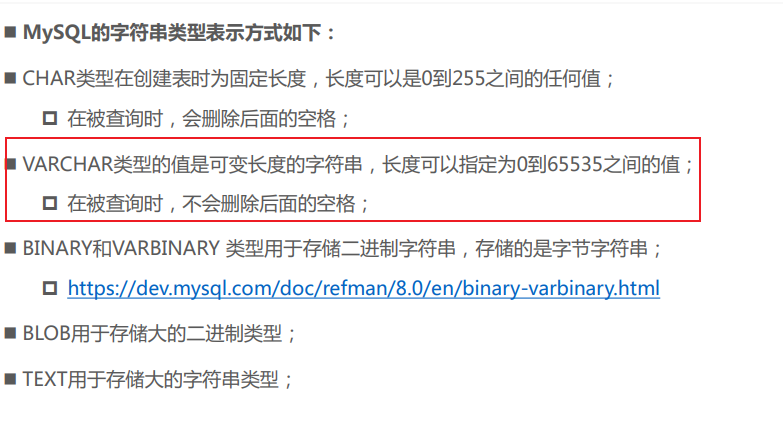 MySQL的字符串类型表示方式如下：
CHAR类型在创建表时为固定长度，长度可以是0到255之间的任何值；
在被查询时，会删除后面的空格；
VARCHAR类型的值是可变长度的字符串，长度可以指定为0到65535之间的值；
在被查询时，不会删除后面的空格；
BINARY和VARBINARY 类型用于存储二进制字符串，存储的是字节字符串；
https://dev.mysql.com/doc/refman/8.0/en/binary-varbinary.html
BLOB用于存储大的二进制类型；
TEXT用于存储大的字符串类型；